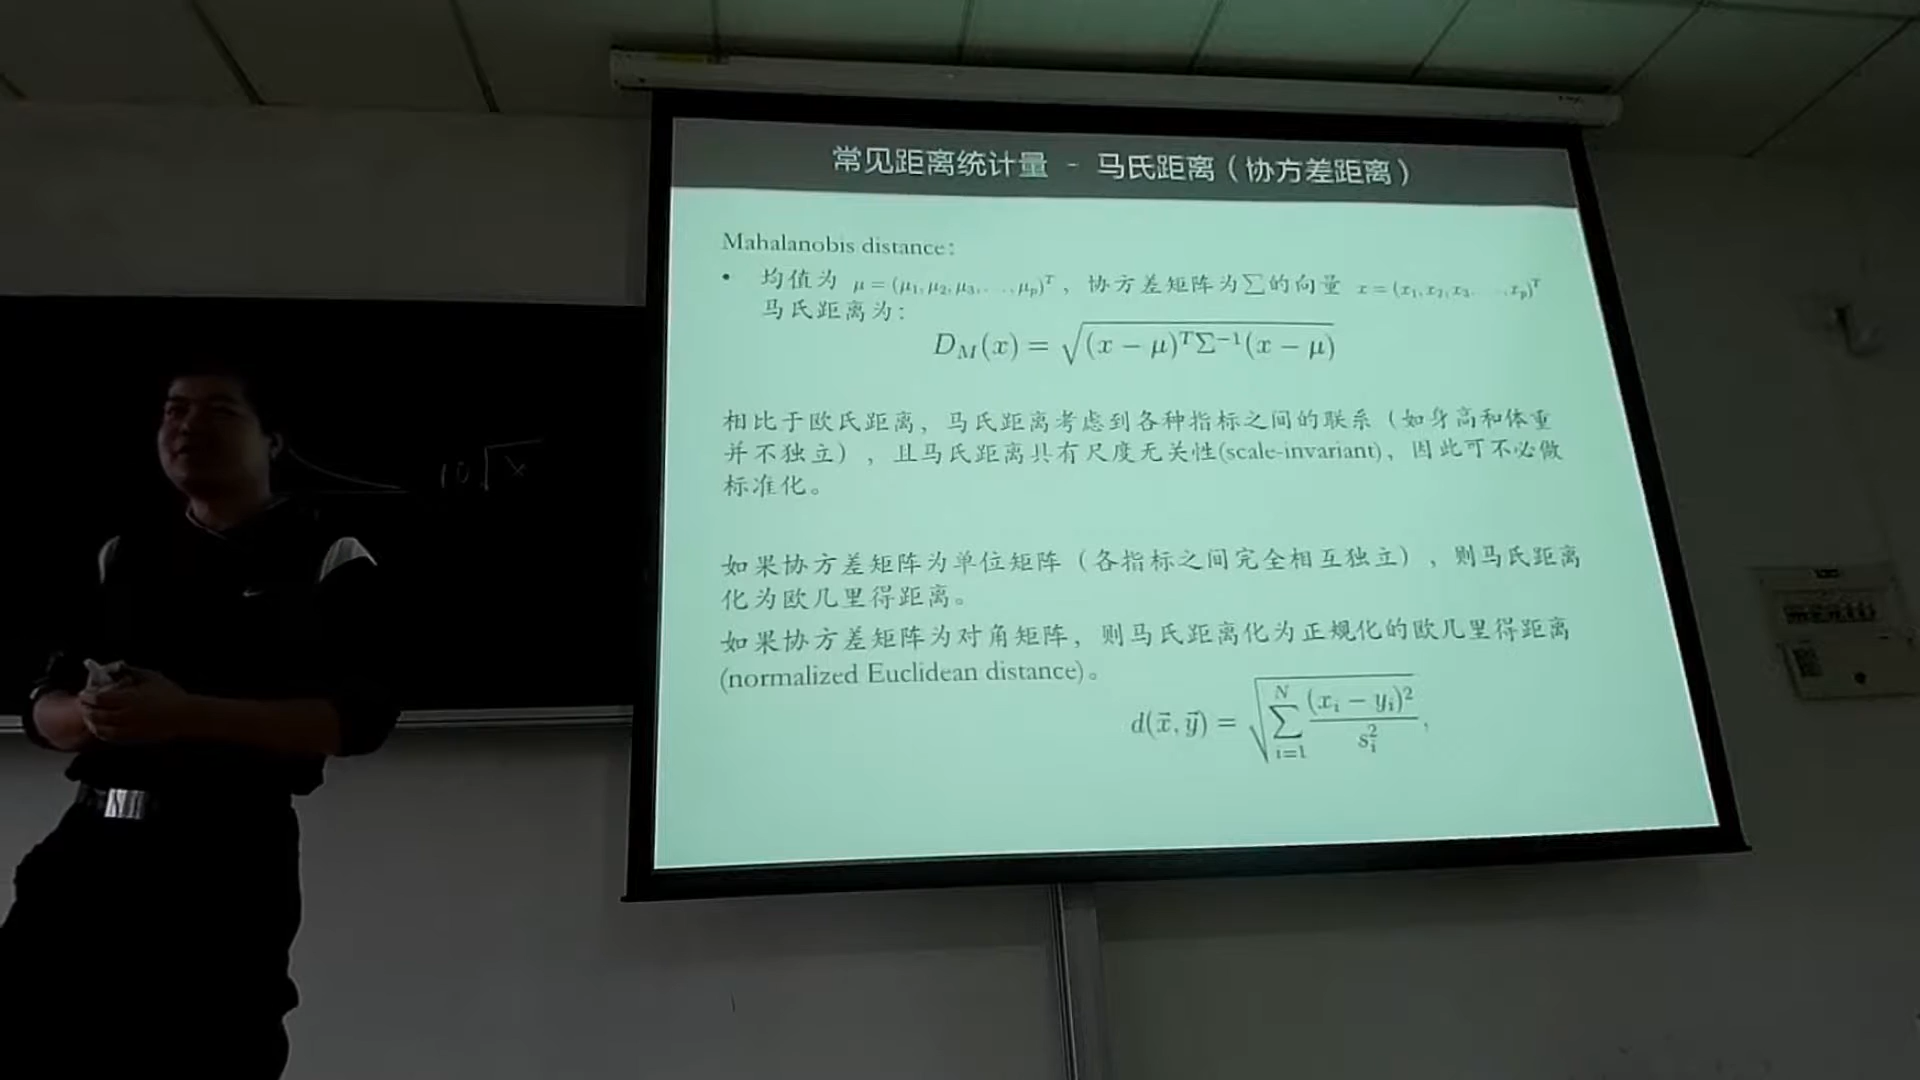 常见距离统计量 - 马氏距离（协方差距离）
Mahalanobis distance：
• 均值为 μ = (μ₁, μ₂, μ₃, . . . , μₚ)ᵀ ，协方差矩阵为∑的向量 x = (x₁, x₂, x₃, . . . , xₚ)ᵀ
马氏距离为：
D_M(x) = √((x − μ)ᵀΣ⁻¹(x − μ))
相比于欧氏距离，马氏距离考虑到各种指标之间的联系（如身高和体重
并不独立），且马氏距离具有尺度无关性(scale-invariant)，因此可不必做
标准化。
如果协方差矩阵为单位矩阵（各指标之间完全相互独立），则马氏距离
化为欧几里得距离。
如果协方差矩阵为对角矩阵，则马氏距离化为正规化的欧几里得距离
(normalized Euclidean distance)。
d(x⃗, y⃗) = √(∑ᵢ₌₁ᴺ (xᵢ − yᵢ)² / sᵢ²),
10√x